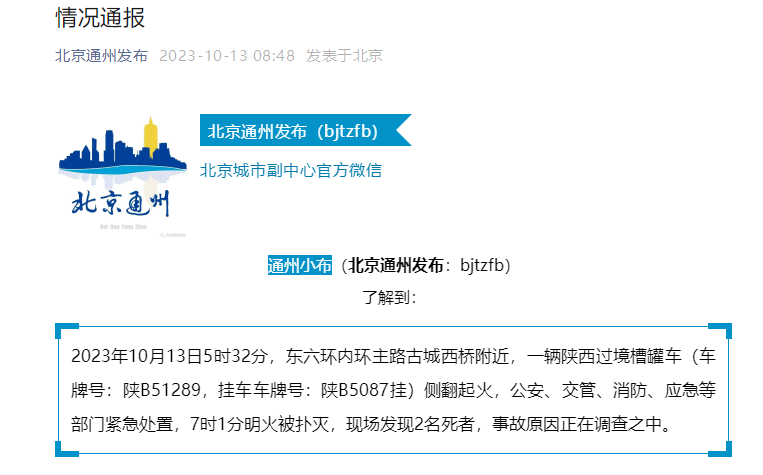 情况通报
北京通州发布 2023-10-13 08:48 发表于北京
北京通州发布（bjtzfb）
北京城市副中心官方微信
北京通州
通州小布（北京通州发布：bjtzfb）
了解到：
2023年10月13日5时32分，东六环内环主路古城西桥附近，一辆陕西过境槽罐车（车
牌号：陕B51289，挂车车牌号：陕B5087挂）侧翻起火，公安、交管、消防、应急等
部门紧急处置，7时1分明火被扑灭，现场发现2名死者，事故原因正在调查之中。